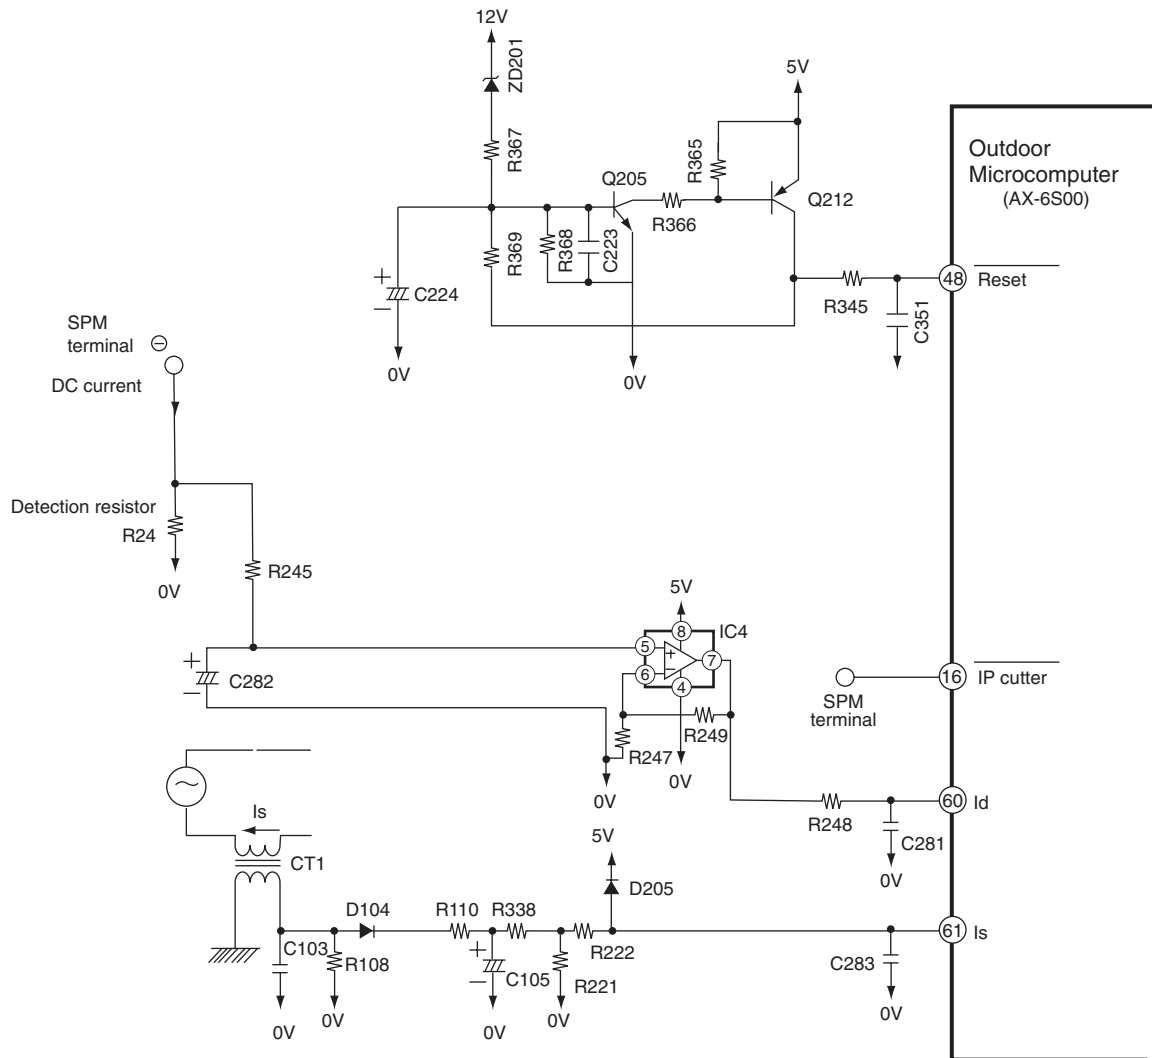 12V
ZD201
5V
R367
R365
Outdoor
Microcomputer
(AX-6S00)
Q205
Q212
R366
R369
R368
C223
C224
48
Reset
R345
C351
SPM
terminal
⊖
0V
0V
DC current
Detection resistor
R24
0V
R245
5V
8
IC4
5
+
7
6
−
4
+
−
C282
16
IP cutter
SPM
terminal
R249
R247
0V
0V
60
Id
R248
C281
0V
Is
CT1
5V
D205
D104
R110
R338
61
Is
C103
R108
+
−
C105
R222
R221
C283
0V
0V
0V
0V
0V